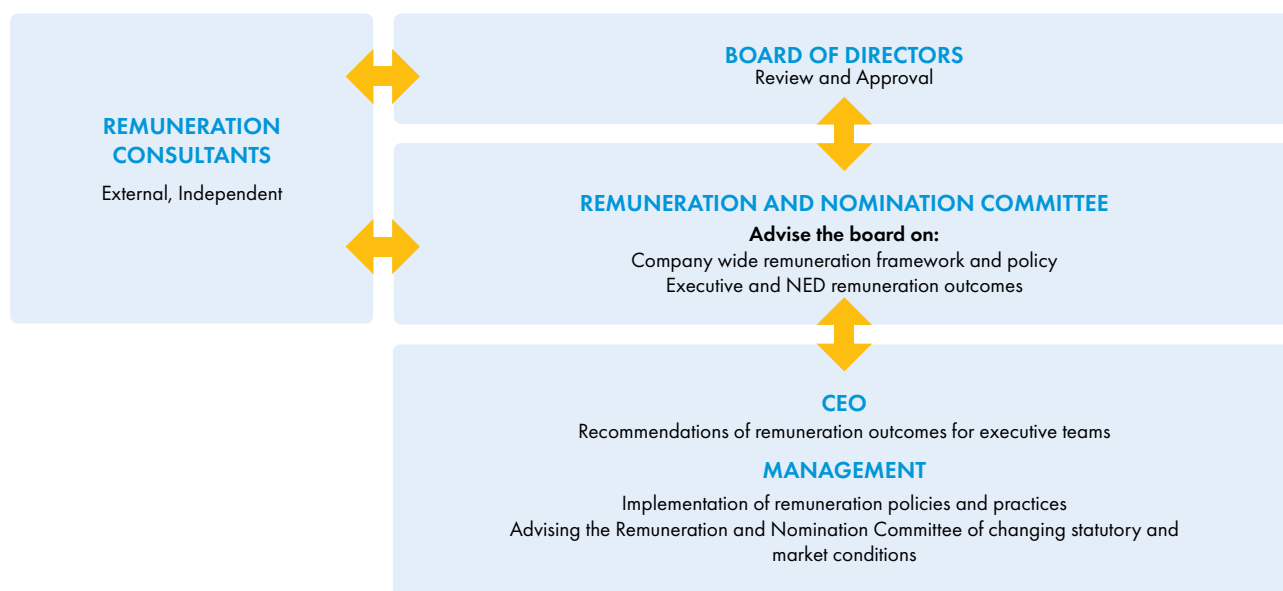 REMUNERATION
CONSULTANTS
External, Independent
BOARD OF DIRECTORS
Review and Approval
REMUNERATION AND NOMINATION COMMITTEE
Advise the board on:
Company wide remuneration framework and policy
Executive and NED remuneration outcomes
CEO
Recommendations of remuneration outcomes for executive teams
MANAGEMENT
Implementation of remuneration policies and practices
Advising the Remuneration and Nomination Committee of changing statutory and
market conditions